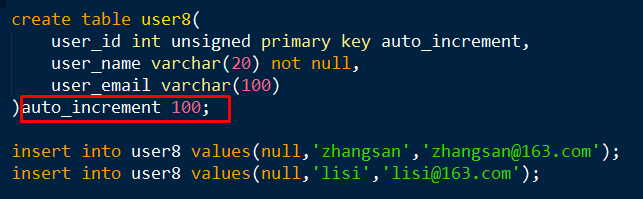 create table user8(
    user_id int unsigned primary key auto_increment,
    user_name varchar(20) not null,
    user_email varchar(100)
)auto_increment 100;
insert into user8 values(null,'zhangsan','zhangsan@163.com');
insert into user8 values(null,'lisi','lisi@163.com');